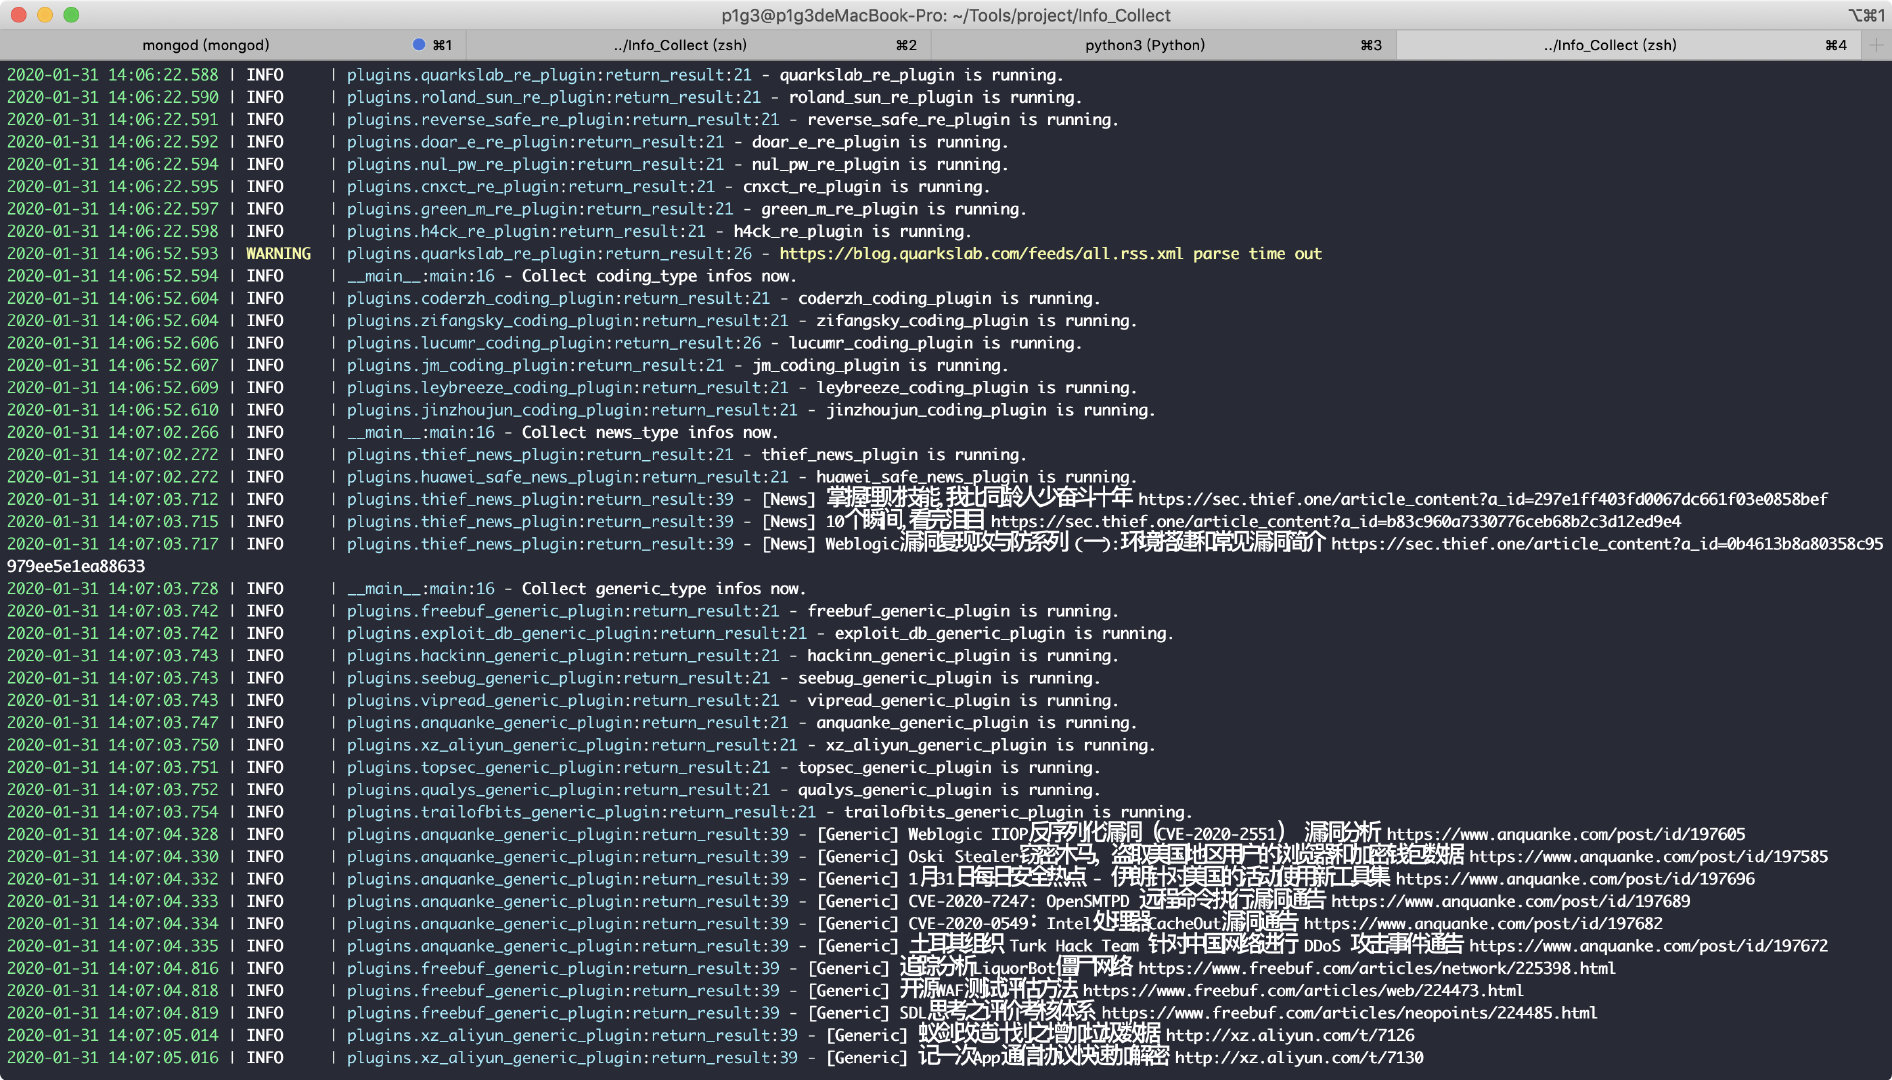 p1g3@p1g3deMacBook-Pro: ~/Tools/project/Info_Collect ⌥⌘1
mongod (mongod) ⌘1 ../Info_Collect (zsh) ⌘2 python3 (Python) ⌘3 ../Info_Collect (zsh) ⌘4
2020-01-31 14:06:22.588 | INFO | plugins.quarkslab_re_plugin:return_result:21 - quarkslab_re_plugin is running.
2020-01-31 14:06:22.590 | INFO | plugins.roland_sun_re_plugin:return_result:21 - roland_sun_re_plugin is running.
2020-01-31 14:06:22.591 | INFO | plugins.reverse_safe_re_plugin:return_result:21 - reverse_safe_re_plugin is running.
2020-01-31 14:06:22.592 | INFO | plugins.doar_e_re_plugin:return_result:21 - doar_e_re_plugin is running.
2020-01-31 14:06:22.594 | INFO | plugins.nul_pw_re_plugin:return_result:21 - nul_pw_re_plugin is running.
2020-01-31 14:06:22.595 | INFO | plugins.cnxct_re_plugin:return_result:21 - cnxct_re_plugin is running.
2020-01-31 14:06:22.597 | INFO | plugins.green_m_re_plugin:return_result:21 - green_m_re_plugin is running.
2020-01-31 14:06:22.598 | INFO | plugins.h4ck_re_plugin:return_result:21 - h4ck_re_plugin is running.
2020-01-31 14:06:52.593 | WARNING | plugins.quarkslab_re_plugin:return_result:26 - https://blog.quarkslab.com/feeds/all.rss.xml parse time out
2020-01-31 14:06:52.594 | INFO | __main__:main:16 - Collect coding_type infos now.
2020-01-31 14:06:52.604 | INFO | plugins.coderzh_coding_plugin:return_result:21 - coderzh_coding_plugin is running.
2020-01-31 14:06:52.604 | INFO | plugins.zifangsky_coding_plugin:return_result:21 - zifangsky_coding_plugin is running.
2020-01-31 14:06:52.606 | INFO | plugins.lucumr_coding_plugin:return_result:26 - lucumr_coding_plugin is running.
2020-01-31 14:06:52.607 | INFO | plugins.jm_coding_plugin:return_result:21 - jm_coding_plugin is running.
2020-01-31 14:06:52.609 | INFO | plugins.leybreeze_coding_plugin:return_result:21 - leybreeze_coding_plugin is running.
2020-01-31 14:06:52.610 | INFO | plugins.jinzhoujun_coding_plugin:return_result:21 - jinzhoujun_coding_plugin is running.
2020-01-31 14:07:02.266 | INFO | __main__:main:16 - Collect news_type infos now.
2020-01-31 14:07:02.272 | INFO | plugins.thief_news_plugin:return_result:21 - thief_news_plugin is running.
2020-01-31 14:07:02.272 | INFO | plugins.huawei_safe_news_plugin:return_result:21 - huawei_safe_news_plugin is running.
2020-01-31 14:07:03.712 | INFO | plugins.thief_news_plugin:return_result:39 - [News] 掌握理财技能,我比同龄人少奋斗十年 https://sec.thief.one/article_content?a_id=297e1ff403fd0067dc661f03e0858bef
2020-01-31 14:07:03.715 | INFO | plugins.thief_news_plugin:return_result:39 - [News] 10个瞬间,看完泪目 https://sec.thief.one/article_content?a_id=b83c960a7330776ceb68b2c3d12ed9e4
2020-01-31 14:07:03.717 | INFO | plugins.thief_news_plugin:return_result:39 - [News] Weblogic漏洞复现攻与防系列（一）:环境搭建和常见漏洞简介 https://sec.thief.one/article_content?a_id=0b4613b8a80358c95
979ee5e1ea88633
2020-01-31 14:07:03.728 | INFO | __main__:main:16 - Collect generic_type infos now.
2020-01-31 14:07:03.742 | INFO | plugins.freebuf_generic_plugin:return_result:21 - freebuf_generic_plugin is running.
2020-01-31 14:07:03.742 | INFO | plugins.exploit_db_generic_plugin:return_result:21 - exploit_db_generic_plugin is running.
2020-01-31 14:07:03.743 | INFO | plugins.hackinn_generic_plugin:return_result:21 - hackinn_generic_plugin is running.
2020-01-31 14:07:03.743 | INFO | plugins.seebug_generic_plugin:return_result:21 - seebug_generic_plugin is running.
2020-01-31 14:07:03.743 | INFO | plugins.vipread_generic_plugin:return_result:21 - vipread_generic_plugin is running.
2020-01-31 14:07:03.747 | INFO | plugins.anquanke_generic_plugin:return_result:21 - anquanke_generic_plugin is running.
2020-01-31 14:07:03.750 | INFO | plugins.xz_aliyun_generic_plugin:return_result:21 - xz_aliyun_generic_plugin is running.
2020-01-31 14:07:03.751 | INFO | plugins.topsec_generic_plugin:return_result:21 - topsec_generic_plugin is running.
2020-01-31 14:07:03.752 | INFO | plugins.qualys_generic_plugin:return_result:21 - qualys_generic_plugin is running.
2020-01-31 14:07:03.754 | INFO | plugins.trailofbits_generic_plugin:return_result:21 - trailofbits_generic_plugin is running.
2020-01-31 14:07:04.328 | INFO | plugins.anquanke_generic_plugin:return_result:39 - [Generic] Weblogic IIOP反序列化漏洞（CVE-2020-2551） 漏洞分析 https://www.anquanke.com/post/id/197605
2020-01-31 14:07:04.330 | INFO | plugins.anquanke_generic_plugin:return_result:39 - [Generic] Oski Stealer窃密木马，盗取美国地区用户的浏览器和加密钱包数据 https://www.anquanke.com/post/id/197585
2020-01-31 14:07:04.332 | INFO | plugins.anquanke_generic_plugin:return_result:39 - [Generic] 1月31日每日安全热点 - 伊朗针对美国的活动使用新工具集 https://www.anquanke.com/post/id/197696
2020-01-31 14:07:04.333 | INFO | plugins.anquanke_generic_plugin:return_result:39 - [Generic] CVE-2020-7247: OpenSMTPD 远程命令执行漏洞通告 https://www.anquanke.com/post/id/197689
2020-01-31 14:07:04.334 | INFO | plugins.anquanke_generic_plugin:return_result:39 - [Generic] CVE-2020-0549：Intel处理器CacheOut漏洞通告 https://www.anquanke.com/post/id/197682
2020-01-31 14:07:04.335 | INFO | plugins.anquanke_generic_plugin:return_result:39 - [Generic] 土耳其组织 Turk Hack Team 针对中国网络进行 DDoS 攻击事件通告 https://www.anquanke.com/post/id/197672
2020-01-31 14:07:04.816 | INFO | plugins.freebuf_generic_plugin:return_result:39 - [Generic] 追踪分析LiquorBot僵尸网络 https://www.freebuf.com/articles/network/225398.html
2020-01-31 14:07:04.818 | INFO | plugins.freebuf_generic_plugin:return_result:39 - [Generic] 开源WAF测试评估方法 https://www.freebuf.com/articles/web/224473.html
2020-01-31 14:07:04.819 | INFO | plugins.freebuf_generic_plugin:return_result:39 - [Generic] SDL思考之评价考核体系 https://www.freebuf.com/articles/neopoints/224485.html
2020-01-31 14:07:05.014 | INFO | plugins.xz_aliyun_generic_plugin:return_result:39 - [Generic] 蚁剑改造计划之增加垃圾数据 http://xz.aliyun.com/t/7126
2020-01-31 14:07:05.016 | INFO | plugins.xz_aliyun_generic_plugin:return_result:39 - [Generic] 记一次App通信协议快速加解密 http://xz.aliyun.com/t/7130